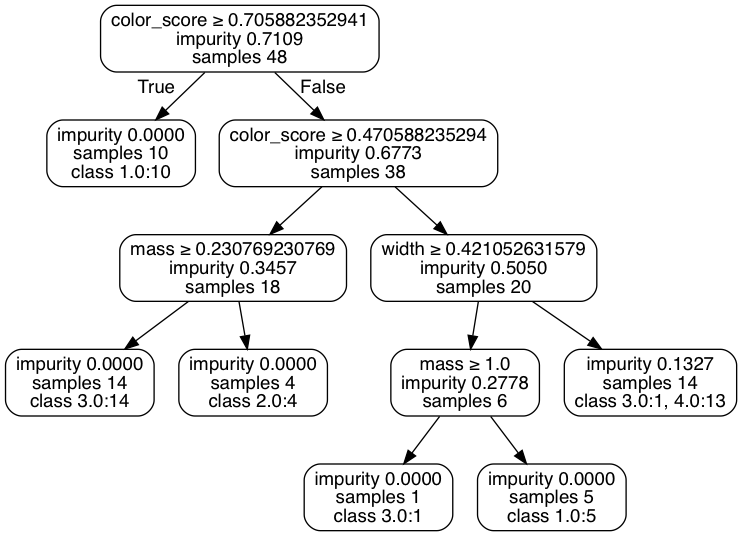 color_score ≥ 0.705882352941
impurity 0.7109
samples 48
True
False
impurity 0.0000
samples 10
class 1.0:10
color_score ≥ 0.470588235294
impurity 0.6773
samples 38
mass ≥ 0.230769230769
impurity 0.3457
samples 18
width ≥ 0.421052631579
impurity 0.5050
samples 20
impurity 0.0000
samples 14
class 3.0:14
impurity 0.0000
samples 4
class 2.0:4
mass ≥ 1.0
impurity 0.2778
samples 6
impurity 0.1327
samples 14
class 3.0:1, 4.0:13
impurity 0.0000
samples 1
class 3.0:1
impurity 0.0000
samples 5
class 1.0:5